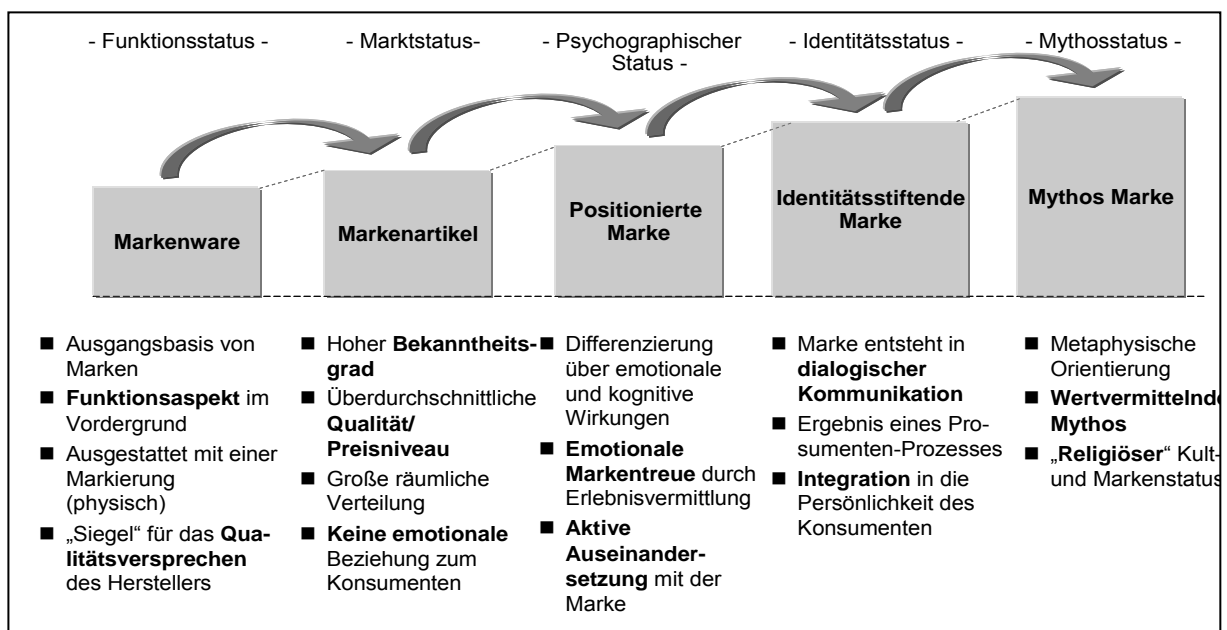 - Funktionsstatus -
- Marktstatus-
- Psychographischer
Status -
- Identitätsstatus -
- Mythosstatus -
Markenware
Markenartikel
Positionierte
Marke
Identitätsstiftende
Marke
Mythos Marke
■ Ausgangsbasis von
Marken
■ Funktionsaspekt im
Vordergrund
■ Ausgestattet mit einer
Markierung
(physisch)
■ „Siegel“ für das Qua-
litätsversprechen
des Herstellers
■ Hoher Bekanntheits-
grad
■ Überdurchschnittliche
Qualität/
Preisniveau
■ Große räumliche
Verteilung
■ Keine emotionale
Beziehung zum
Konsumenten
■ Differenzierung
über emotionale
und kognitive
Wirkungen
■ Emotionale
Markentreue durch
Erlebnisvermittlung
■ Aktive
Auseinander-
setzung mit der
Marke
■ Marke entsteht in
dialogischer
Kommunikation
■ Ergebnis eines Pro-
sumenten-Prozesses
■ Integration in die
Persönlichkeit des
Konsumenten
■ Metaphysische
Orientierung
■ Wertvermittelnde
Mythos
■ „Religiöser“ Kult-
und Markenstatus